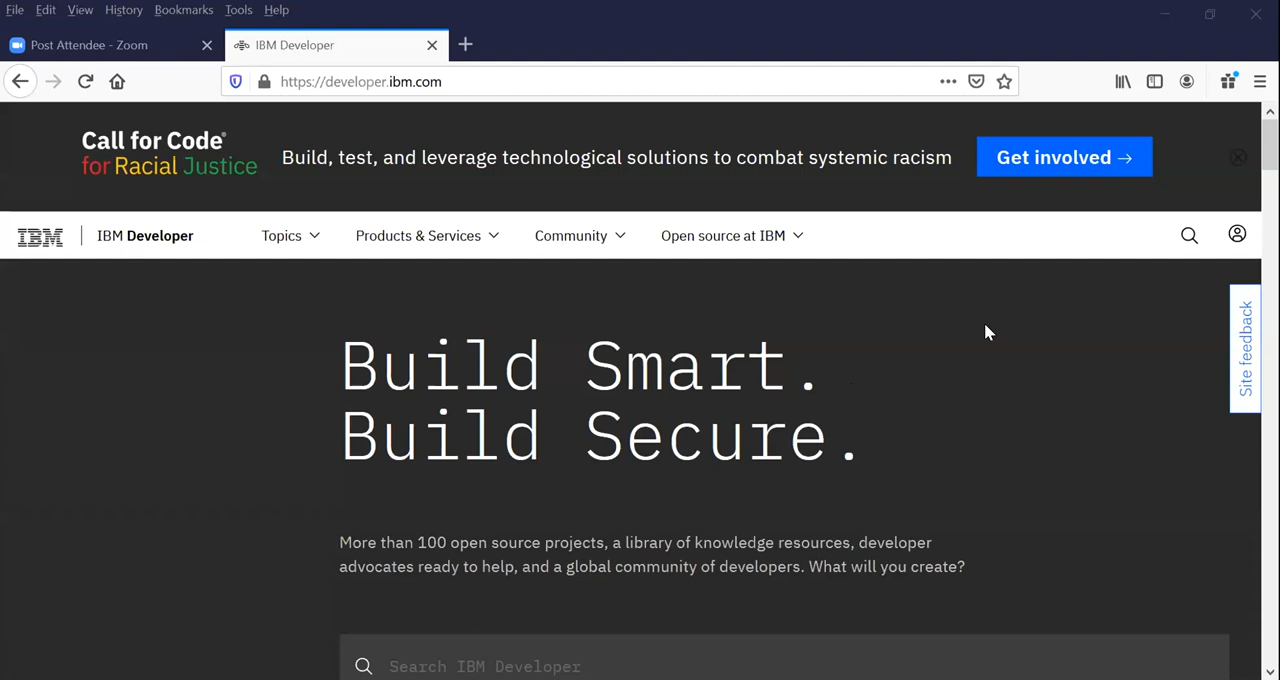 File Edit View History Bookmarks Tools Help
Post Attendee - Zoom
IBM Developer
https://developer.ibm.com
Call for Code®
for Racial Justice
Build, test, and leverage technological solutions to combat systemic racism
Get involved →
IBM
IBM Developer
Topics
Products & Services
Community
Open source at IBM
Site feedback
Build Smart.
Build Secure.
More than 100 open source projects, a library of knowledge resources, developer
advocates ready to help, and a global community of developers. What will you create?
Search IBM Developer